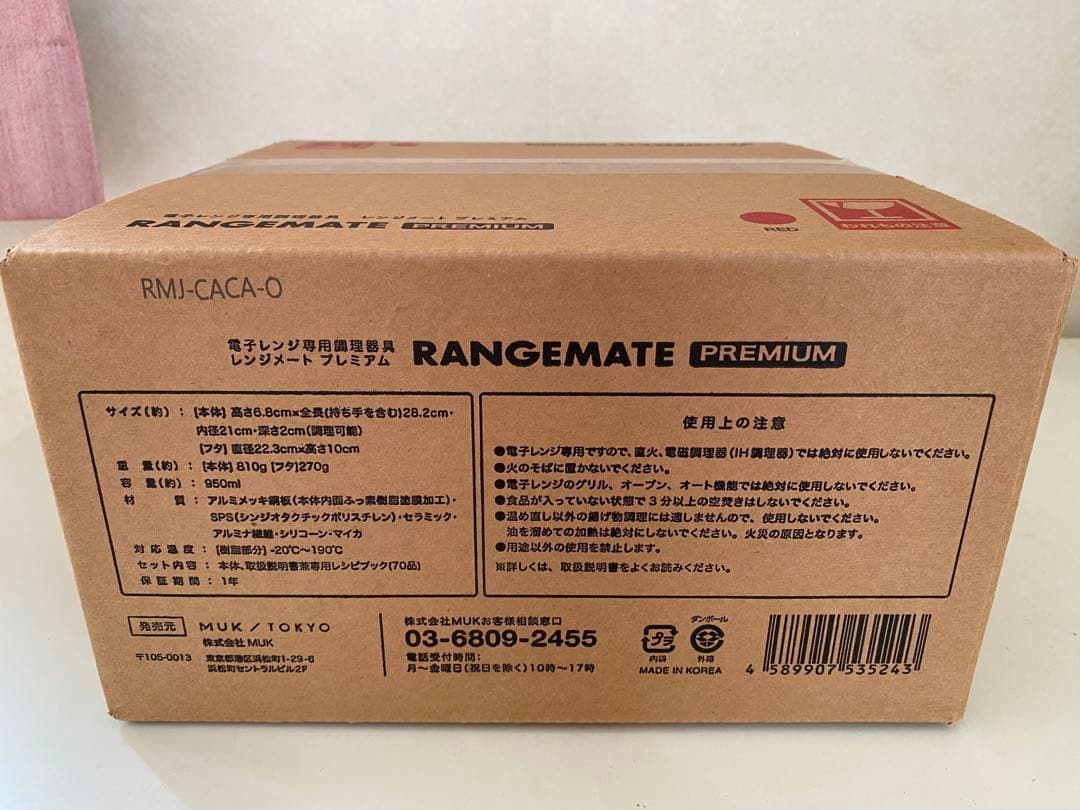 電子レンジ専用調理器具 レンジメート プレミアム
RANGEMATE PREMIUM
RED
われもの注意
RMJ-CACA-O
電子レンジ専用調理器具
レンジメート プレミアム
RANGEMATE PREMIUM
サイズ(約) : [本体] 高さ6.8cm×全長(持ち手を含む)28.2cm・
内径21cm・深さ2cm(調理可能)
[フタ] 直径22.3cm×高さ10cm
重量(約) : [本体] 810g [フタ] 270g
容量(約) : 950ml
材質 : アルミメッキ鋼板(本体内面ふっ素樹脂塗膜加工)・
SPS(シンジオタクチックポリスチレン)・セラミック・
アルミナ繊維・シリコーン・マイカ
対応温度 : [樹脂部分] -20℃〜190℃
セット内容 : 本体、取扱説明書兼専用レシピブック(70品)
保証期間 : 1年
使用上の注意
●電子レンジ専用ですので、直火、電磁調理器(IH調理器)では絶対に使用しないでください。
●火のそばに置かないでください。
●電子レンジのグリル、オーブン、オート機能では絶対に使用しないでください。
●食品が入っていない状態で3分以上の空焚きはしないでください。
●温め直し以外の揚げ物調理には適しませんので、使用しないでください。
油を溜めての加熱は絶対にしないでください。火災の原因となります。
●用途以外の使用を禁止します。
※詳しくは、取扱説明書をよくお読みください。
発売元 MUK/TOKYO
株式会社 MUK
〒105-0013 東京都港区浜松町1-29-6
浜松町セントラルビル2F
株式会社MUKお客様相談窓口
03-6809-2455
電話受付時間:
月〜金曜日(祝日を除く)10時〜17時
プラ
内袋
ダンボール
外箱
MADE IN KOREA
4 589907 535243